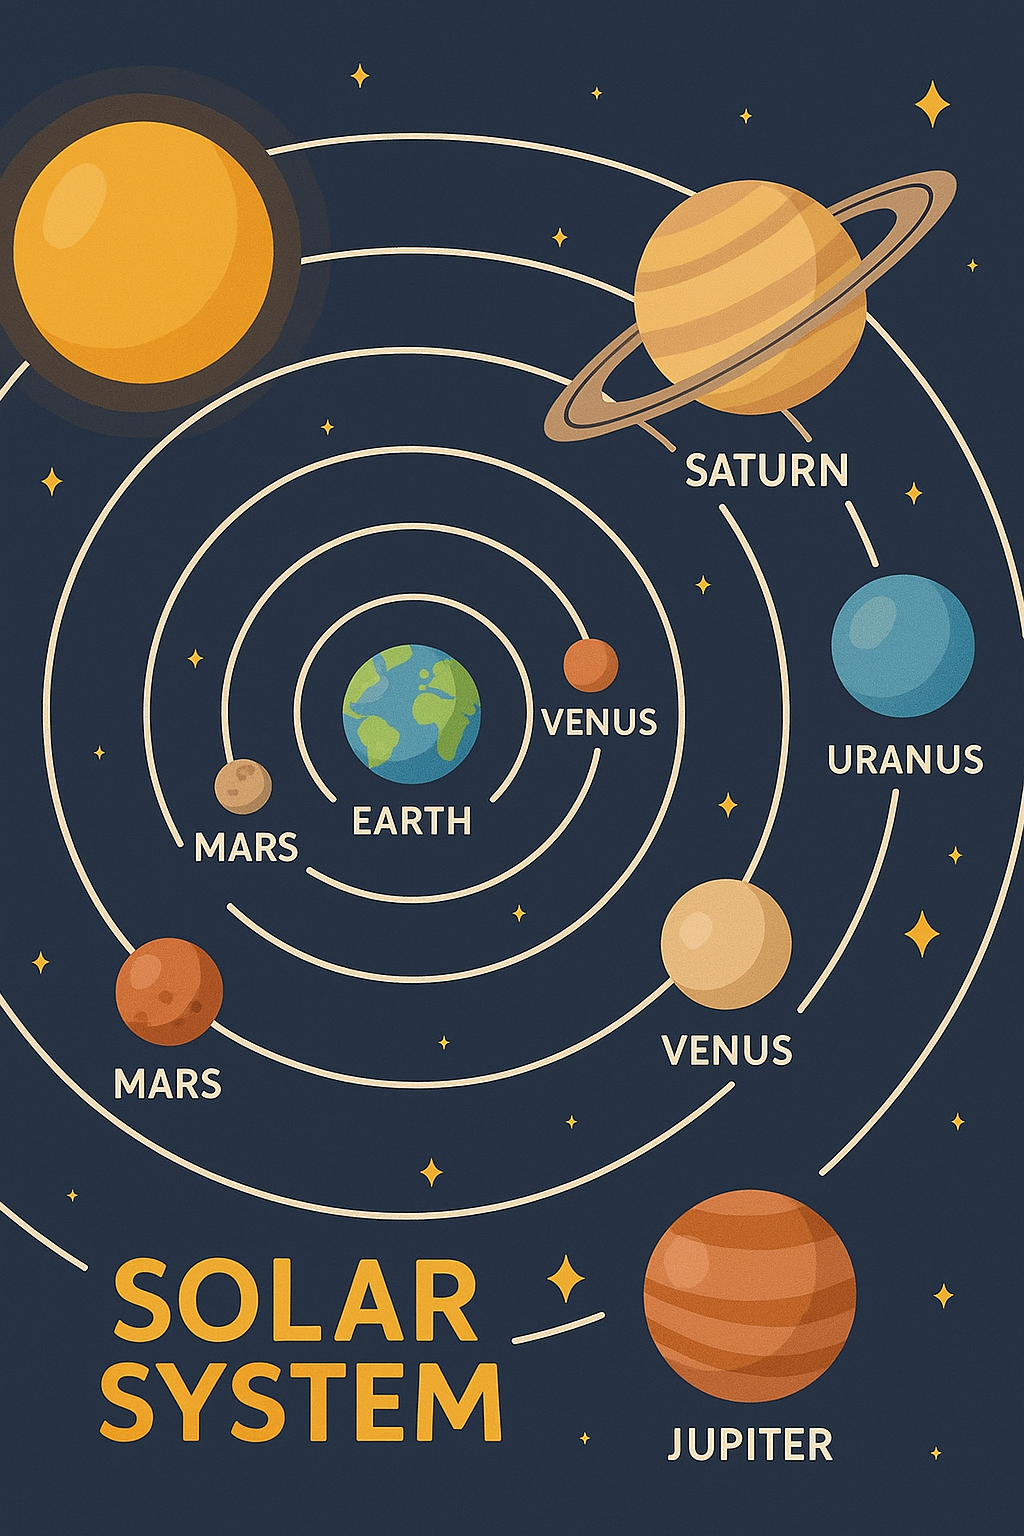 SATURN
VENUS
URANUS
EARTH
MARS
VENUS
MARS
SOLAR
SYSTEM
JUPITER